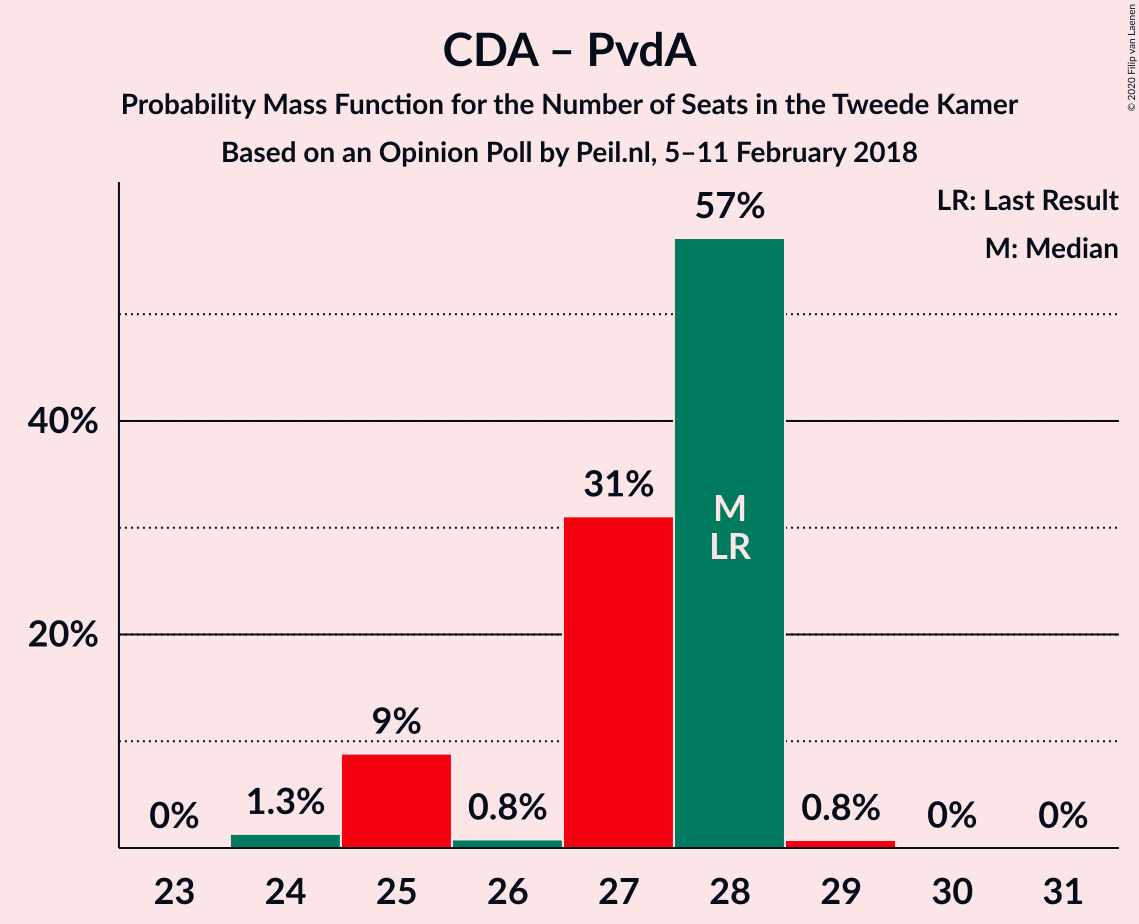 CDA – PvdA
Probability Mass Function for the Number of Seats in the Tweede Kamer
Based on an Opinion Poll by Peil.nl, 5–11 February 2018
© 2020 Filip van Laenen
LR: Last Result
M: Median
57%
40%
31%
M
LR
20%
9%
1.3%
0.8%
0.8%
0%
0%
0%
23 24 25 26 27 28 29 30 31